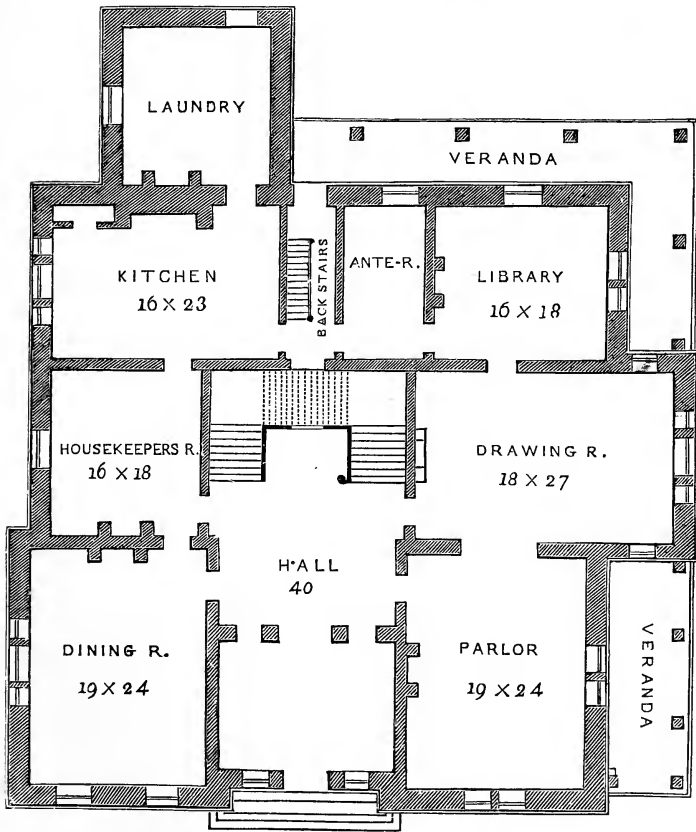 LAUNDRY
VERANDA
KITCHEN
16 X 23
BACK STAIRS
ANTE-R.
LIBRARY
16 X 18
HOUSEKEEPERS R.
16 X 18
DRAWING R.
18 X 27
HALL
40
DINING R.
19 X 24
PARLOR
19 X 24
VERANDA